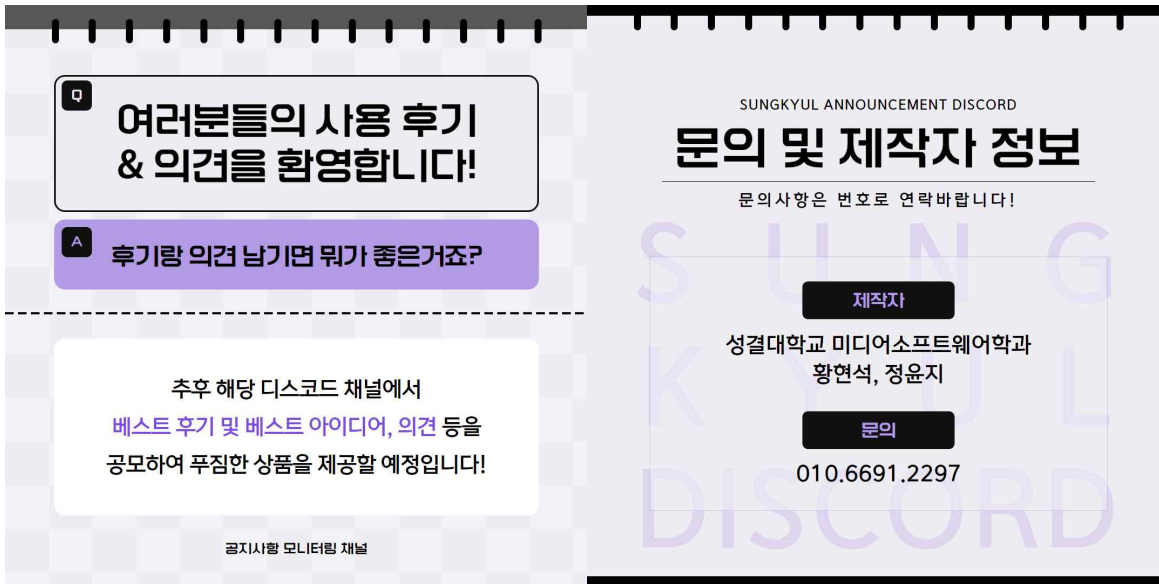 Q
여러분들의 사용 후기
& 의견을 환영합니다!
A
후기랑 의견 남기면 뭐가 좋은거죠?
추후 해당 디스코드 채널에서
베스트 후기 및 베스트 아이디어, 의견 등을
공모하여 푸짐한 상품을 제공할 예정입니다!
공지사항 모니터링 채널
SUNGKYUL ANNOUNCEMENT DISCORD
문의 및 제작자 정보
문의사항은 번호로 연락바랍니다!
SUNG
KYUL
DISCORD
제작자
성결대학교 미디어소프트웨어학과
황현석, 정윤지
문의
010.6691.2297